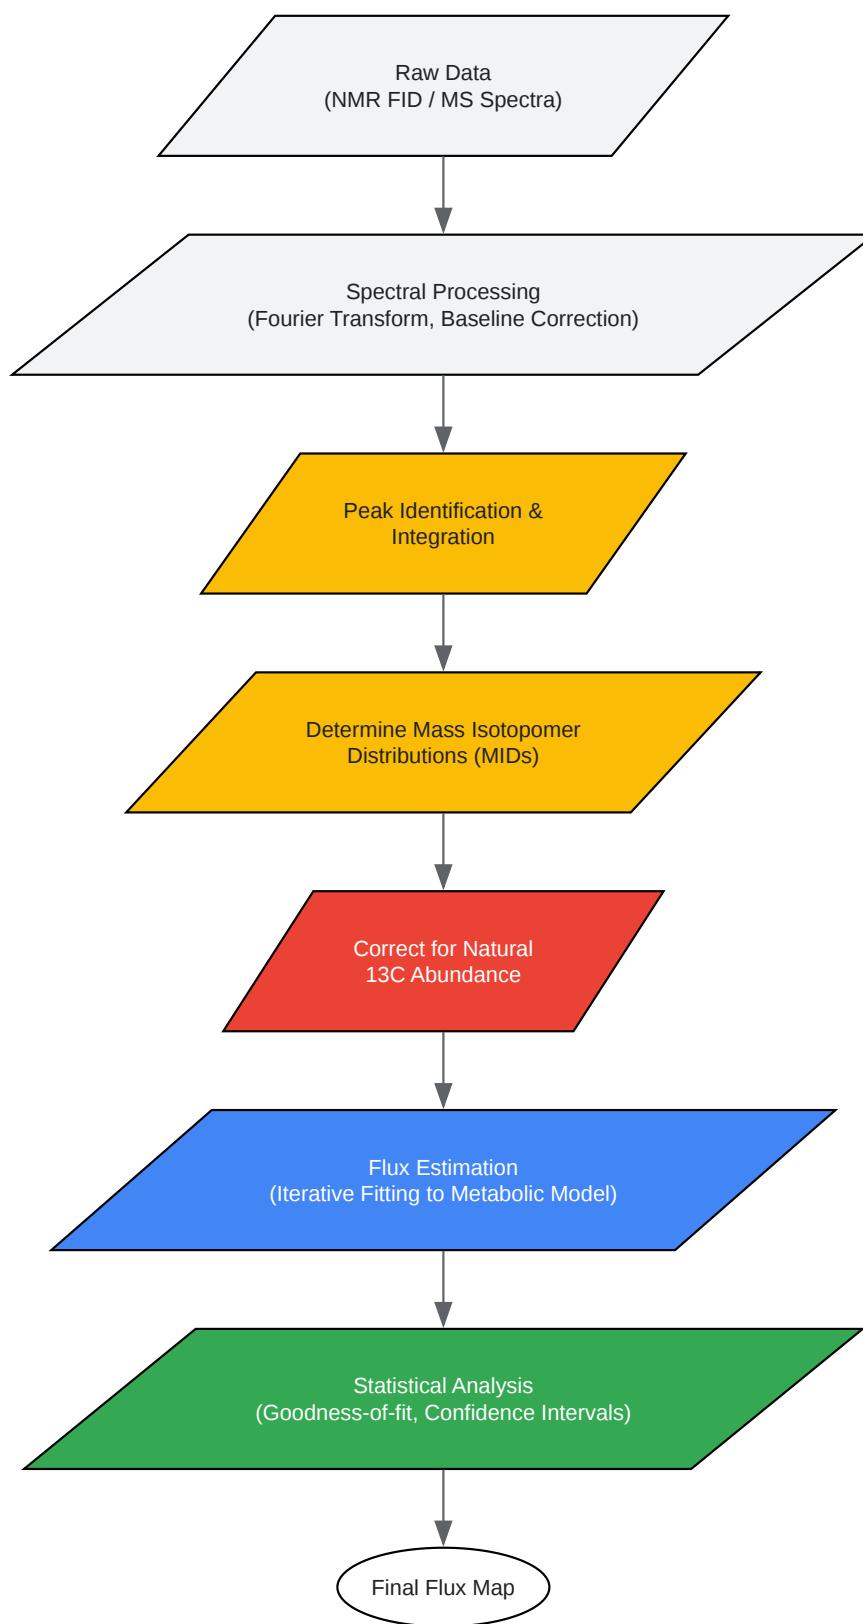 Raw Data
(NMR FID / MS Spectra)
Spectral Processing
(Fourier Transform, Baseline Correction)
Peak Identification &
Integration
Determine Mass Isotopomer
Distributions (MIDs)
Correct for Natural
13C Abundance
Flux Estimation
(Iterative Fitting to Metabolic Model)
Statistical Analysis
(Goodness-of-fit, Confidence Intervals)
Final Flux Map